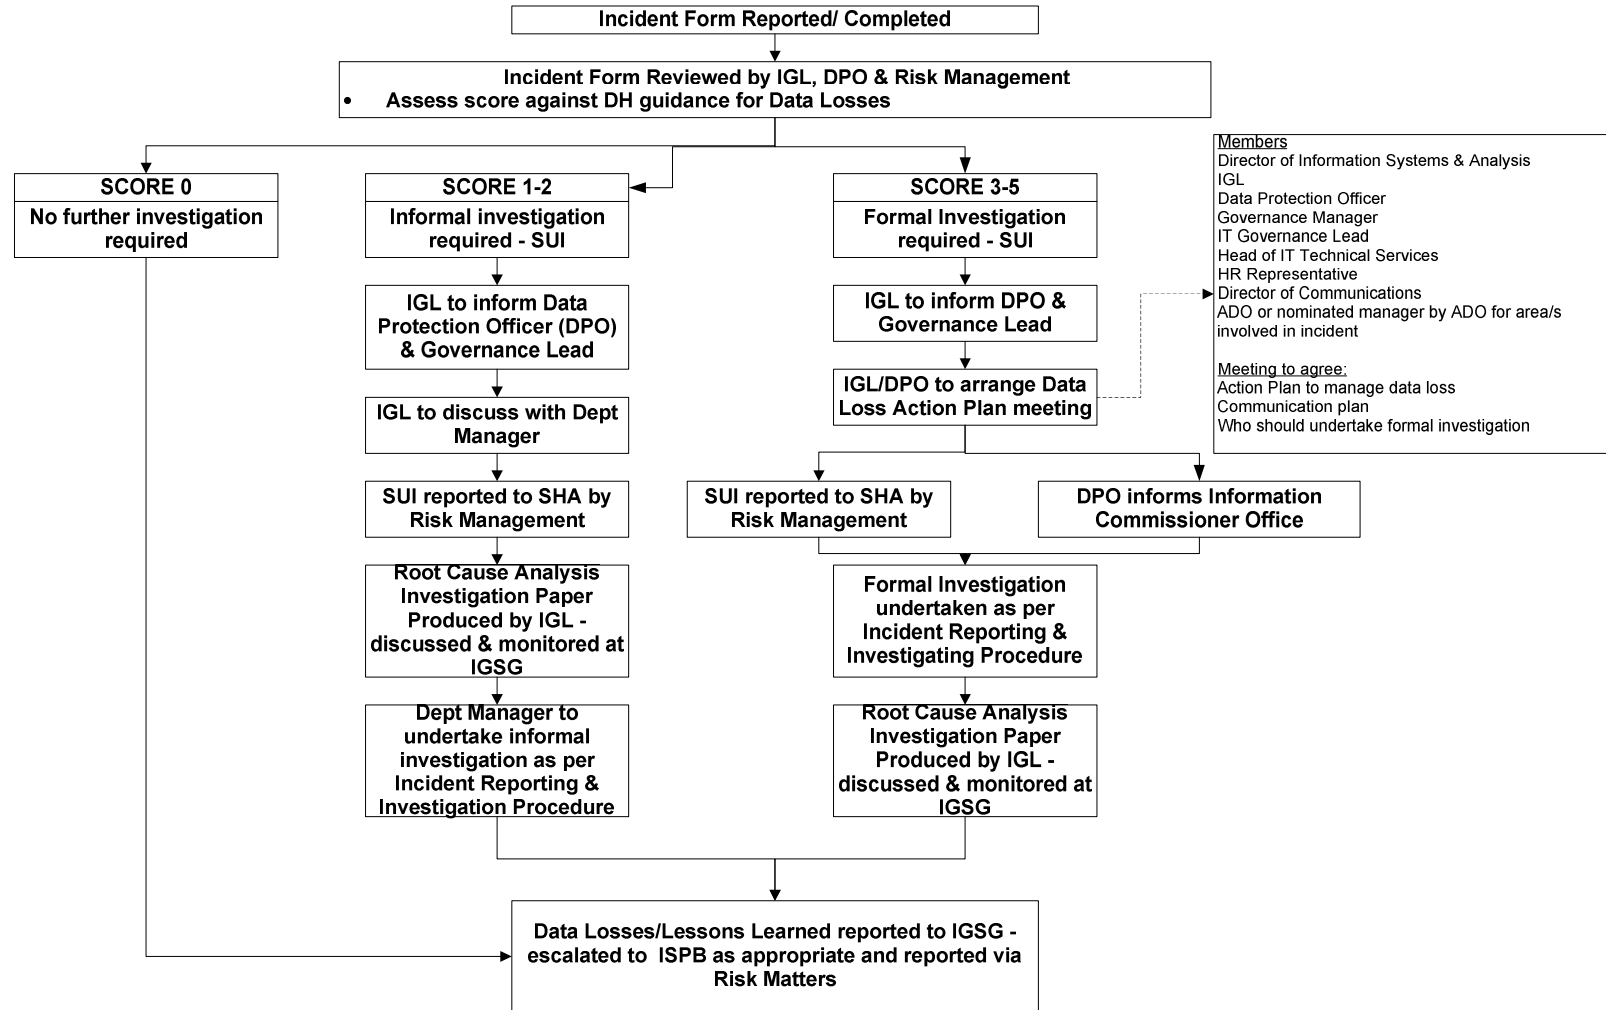 Incident Form Reported/ Completed
Incident Form Reviewed by IGL, DPO & Risk Management
• Assess score against DH guidance for Data Losses
SCORE 0
No further investigation
required
SCORE 1-2
Informal investigation
required - SUI
IGL to inform Data
Protection Officer (DPO)
& Governance Lead
IGL to discuss with Dept
Manager
SUI reported to SHA by
Risk Management
Root Cause Analysis
Investigation Paper
Produced by IGL -
discussed & monitored at
IGSG
Dept Manager to
undertake informal
investigation as per
Incident Reporting &
Investigation Procedure
SCORE 3-5
Formal Investigation
required - SUI
IGL to inform DPO &
Governance Lead
IGL/DPO to arrange Data
Loss Action Plan meeting
Members
Director of Information Systems & Analysis
IGL
Data Protection Officer
Governance Manager
IT Governance Lead
Head of IT Technical Services
HR Representative
Director of Communications
ADO or nominated manager by ADO for area/s
involved in incident
Meeting to agree:
Action Plan to manage data loss
Communication plan
Who should undertake formal investigation
SUI reported to SHA by
Risk Management
DPO informs Information
Commissioner Office
Formal Investigation
undertaken as per
Incident Reporting &
Investigating Procedure
Root Cause Analysis
Investigation Paper
Produced by IGL -
discussed & monitored at
IGSG
Data Losses/Lessons Learned reported to IGSG -
escalated to  ISPB as appropriate and reported via
Risk Matters